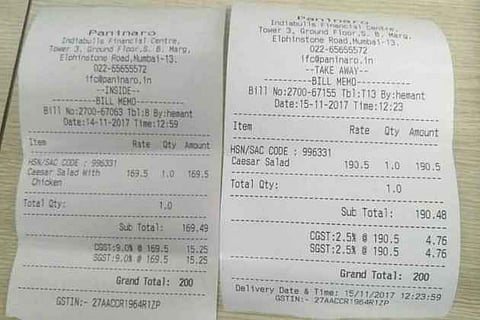 Paninaro
Indiabulls Financial Centre,
Tower 3, Ground Floor,S. B. Marg,
Elphinstone Road,Mumbai-13.
022-65655572
ifc@paninaro.in
--INSIDE--
BILL MEMO
Bill No:2700-67063 Tbl:8 By:hemant
Date:14-11-2017 Time:12:59
Item Rate Qty Amount
HSN/SAC CODE : 996331
Caesar Salad With 169.5 1.0 169.5
Chicken
Total Qty: 1.0
Sub Total: 169.49
CGST:9.0% @ 169.5 15.25
SGST:9.0% @ 169.5 15.25
Grand Total: 200
GSTIN:- 27AACCR1964R1ZP
Paninaro
Indiabulls Financial Centre,
Tower 3, Ground Floor,S. B. Marg,
Elphinstone Road,Mumbai-13.
022-65655572
ifc@paninaro.in
--TAKE AWAY--
BILL MEMO
Bill No:2700-67155 Tbl:T13 By:hemant
Date:15-11-2017 Time:12:23
Item Rate Qty Amount
HSN/SAC CODE : 996331
Caesar Salad 190.5 1.0 190.5
Total Qty: 1.0
Sub Total: 190.48
CGST:2.5% @ 190.5 4.76
SGST:2.5% @ 190.5 4.76
Grand Total: 200
Delivery Date & Time: 15/11/2017 12:23:59
GSTIN:- 27AACCR1964R1ZP